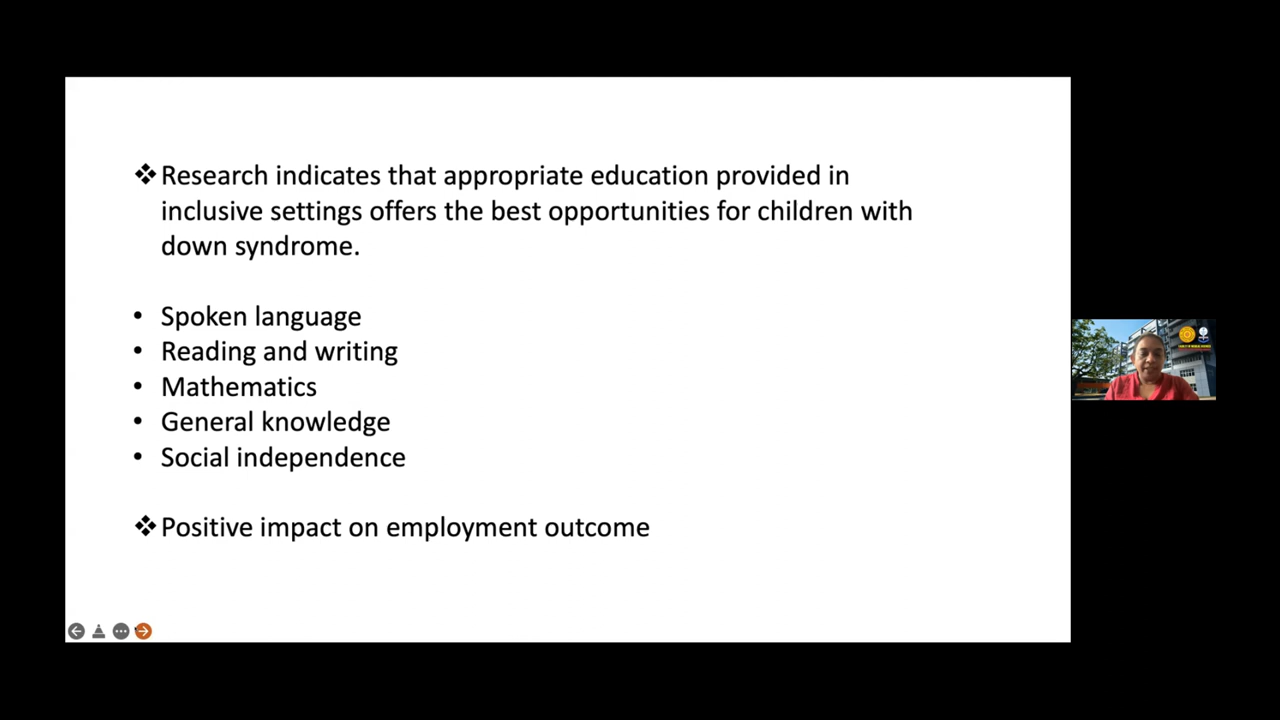 ❖Research indicates that appropriate education provided in
inclusive settings offers the best opportunities for children with
down syndrome.
• Spoken language
• Reading and writing
• Mathematics
• General knowledge
• Social independence
❖Positive impact on employment outcome